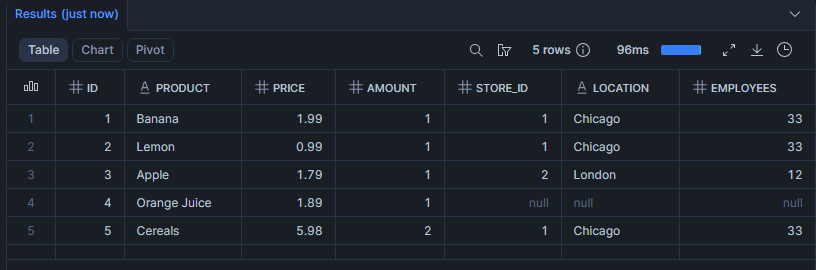 Results (just now)
Table Chart Pivot 5 rows 96ms
ID PRODUCT PRICE AMOUNT STORE_ID LOCATION EMPLOYEES
1 1 Banana 1.99 1 1 Chicago 33
2 2 Lemon 0.99 1 1 Chicago 33
3 3 Apple 1.79 1 2 London 12
4 4 Orange Juice 1.89 1 null null null
5 5 Cereals 5.98 2 1 Chicago 33